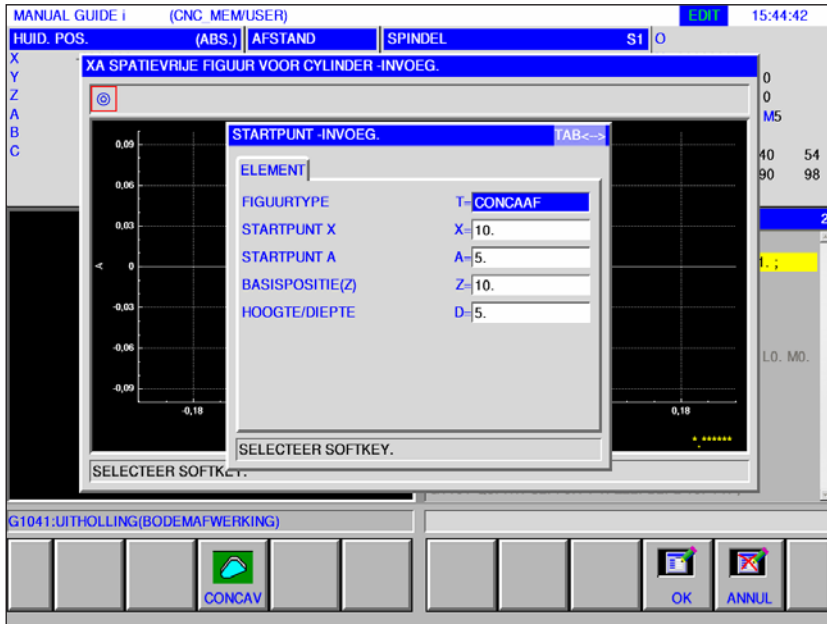 MANUAL GUIDE i (CNC_MEM/USER) EDIT 15:44:42
HUID. POS. (ABS.) AFSTAND SPINDEL S1 O
X
Y
Z
A
B
C
0
0
M5
40 54
90 98
2
1. ;
L0. M0.
XA SPATIEVRIJE FIGUUR VOOR CYLINDER -INVOEG.
0,09
0,06
0,03
A 0
-0,03
-0,06
-0,09
-0,18 0,18
*.******
STARTPUNT -INVOEG. TAB<-->
ELEMENT
FIGUURTYPE T= CONCAAF
STARTPUNT X X= 10.
STARTPUNT A A= 5.
BASISPOSITIE(Z) Z= 10.
HOOGTE/DIEPTE D= 5.
SELECTEER SOFTKEY.
SELECTEER SOFTKEY.
G1041:UITHOLLING(BODEMAFWERKING)
CONCAV OK ANNUL